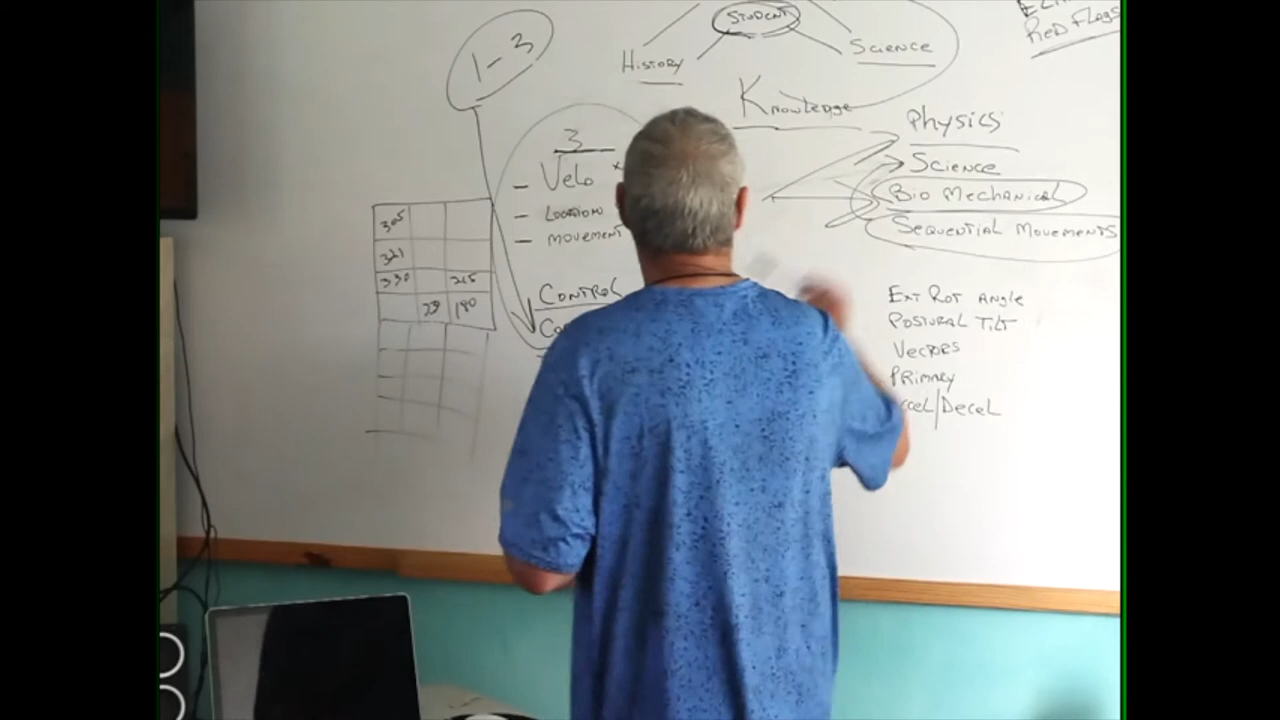 STUDENT
RED Flags
1-3
History
Science
Knowledge
3
Physics
Velo
Science
Location
Bio Mechanical
Movement
Sequential Movements
305
321
330 215
180
Control
Ext Rot Angle
Postural Tilt
Vectors
Decel